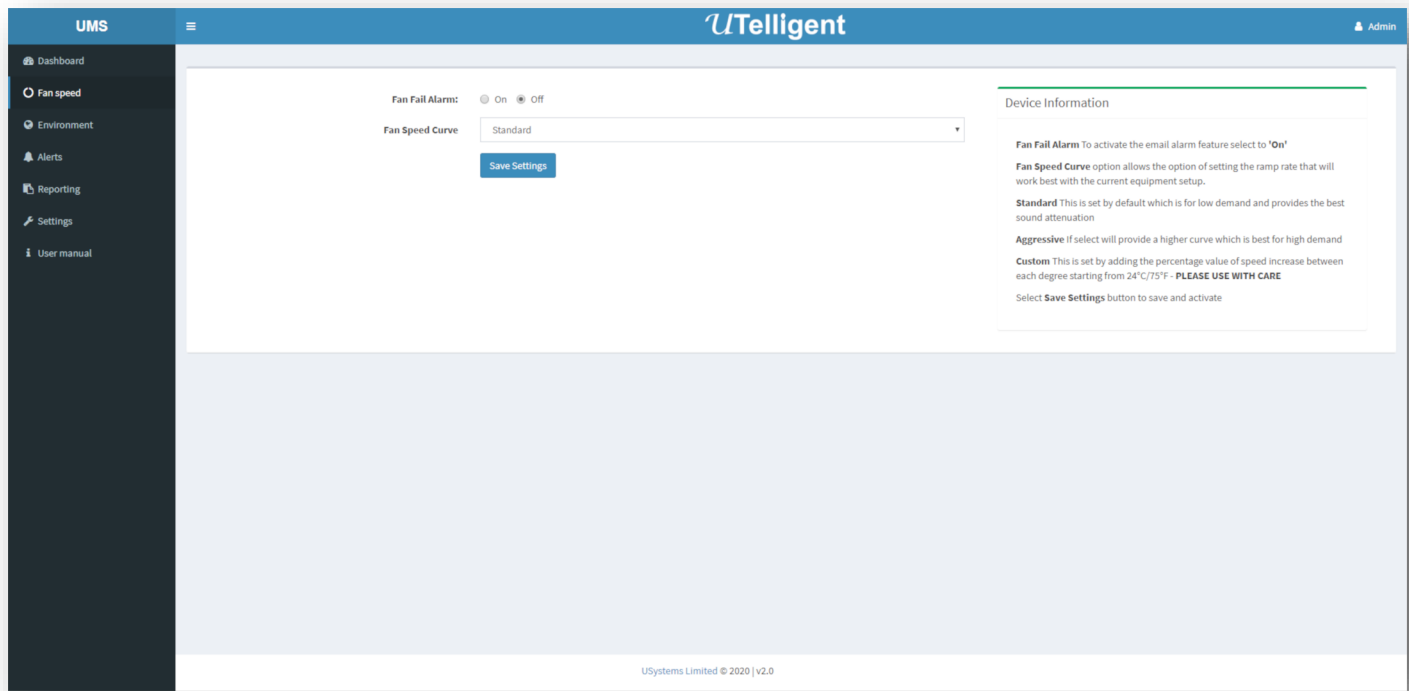 UMS
UTelligent
Admin
Dashboard
Fan speed
Environment
Alerts
Reporting
Settings
User manual
Fan Fail Alarm: On Off
Fan Speed Curve Standard
Save Settings
Device Information
Fan Fail Alarm To activate the email alarm feature select to 'On'
Fan Speed Curve option allows the option of setting the ramp rate that will
work best with the current equipment setup.
Standard This is set by default which is for low demand and provides the best
sound attenuation
Aggressive If select will provide a higher curve which is best for high demand
Custom This is set by adding the percentage value of speed increase between
each degree starting from 24°C/75°F - PLEASE USE WITH CARE
Select Save Settings button to save and activate
USystems Limited © 2020 | v2.0